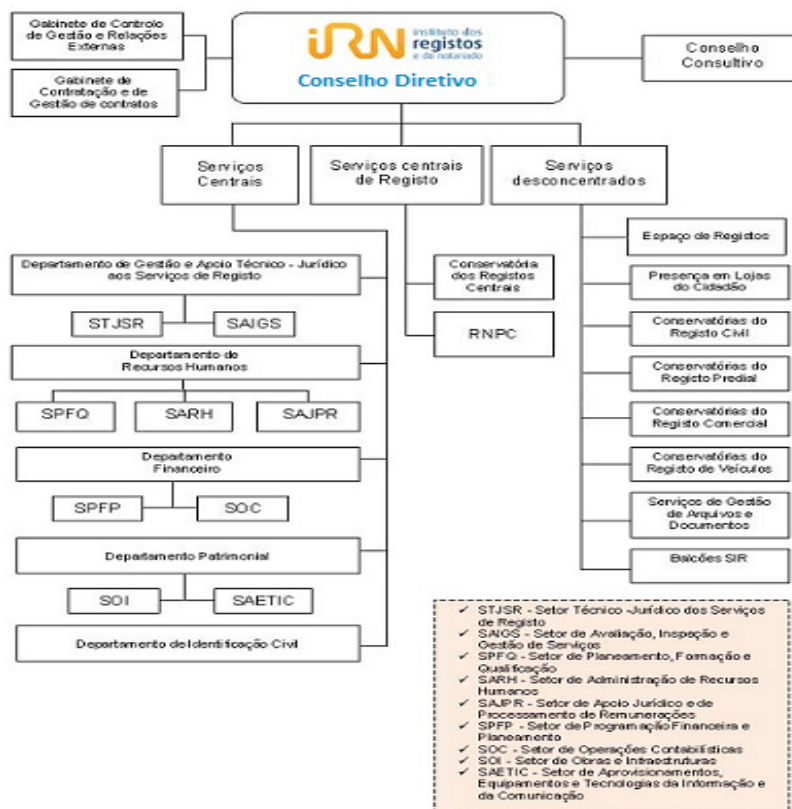 Gabinete de Controlo
de Gestão e Relações
Externas
Gabinete de
Contratação e de
Gestão de contratos
iRN instituto dos
registos
e do notariado
Conselho Diretivo
Conselho
Consultivo
Serviços
Centrais
Serviços centrais
de Registo
Serviços
desconcentrados
Departamento de Gestão e Apoio Técnico - Jurídico
aos Serviços de Registo
STJSR
SAIGS
Departamento de
Recursos Humanos
SPFQ
SARH
SAJPR
Departamento
Financeiro
SPFP
SOC
Departamento Patrimonial
SOI
SAETIC
Departamento de Identificação Civil
Conservatória
dos Registos
Centrais
RNPC
Espaço de Registos
Presença em Lojas
do Cidadão
Conservatórias do
Registo Civil
Conservatórias do
Registo Predial
Conservatórias do
Registo Comercial
Conservatórias do
Registo de Veículos
Serviços de Gestão
de Arquivos e
Documentos
Balcões SIR
✓ STJSR - Setor Técnico -Jurídico dos Serviços
de Registo
✓ SAIGS - Setor de Avaliação, Inspeção e
Gestão de Serviços
✓ SPFQ - Setor de Planeamento, Formação e
Qualificação
✓ SARH - Setor de Administração de Recursos
Humanos
✓ SAJPR - Setor de Apoio Jurídico e de
Processamento de Remunerações
✓ SPFP - Setor de Programação Financeira e
Planeamento
✓ SOC - Setor de Operações Contabilísticas
✓ SOI - Setor de Obras e Infraestruturas
✓ SAETIC - Setor de Aprovisionamentos,
Equipamentos e Tecnologias da Informação e
da Comunicação